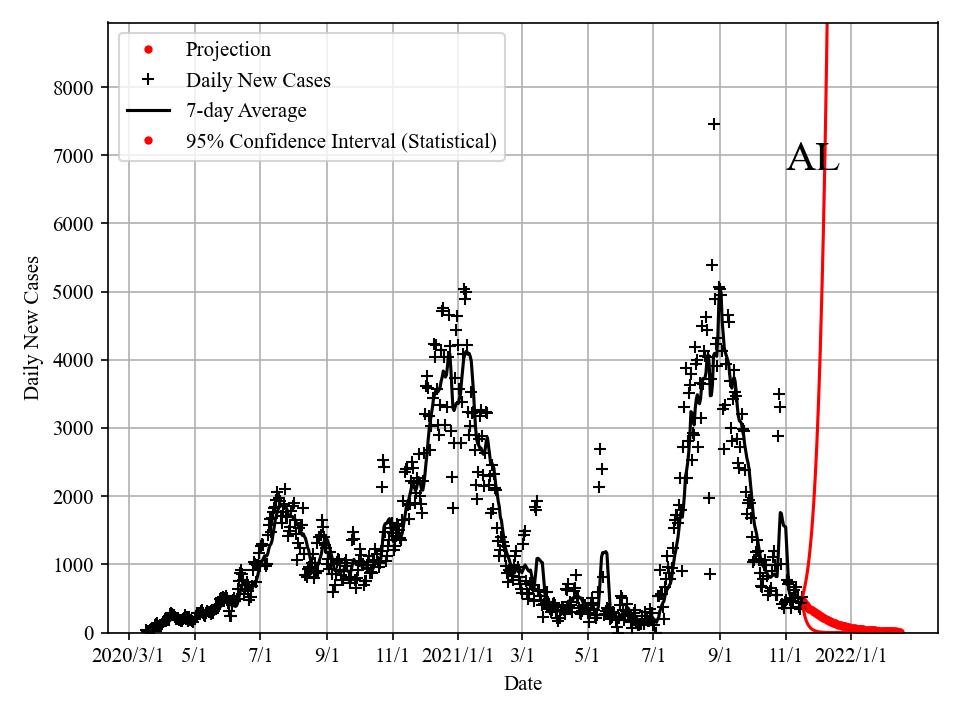 Projection
Daily New Cases
7-day Average
95% Confidence Interval (Statistical)
AL
Daily New Cases
8000
7000
6000
5000
4000
3000
2000
1000
0
2020/3/1 5/1 7/1 9/1 11/1 2021/1/1 3/1 5/1 7/1 9/1 11/1 2022/1/1
Date